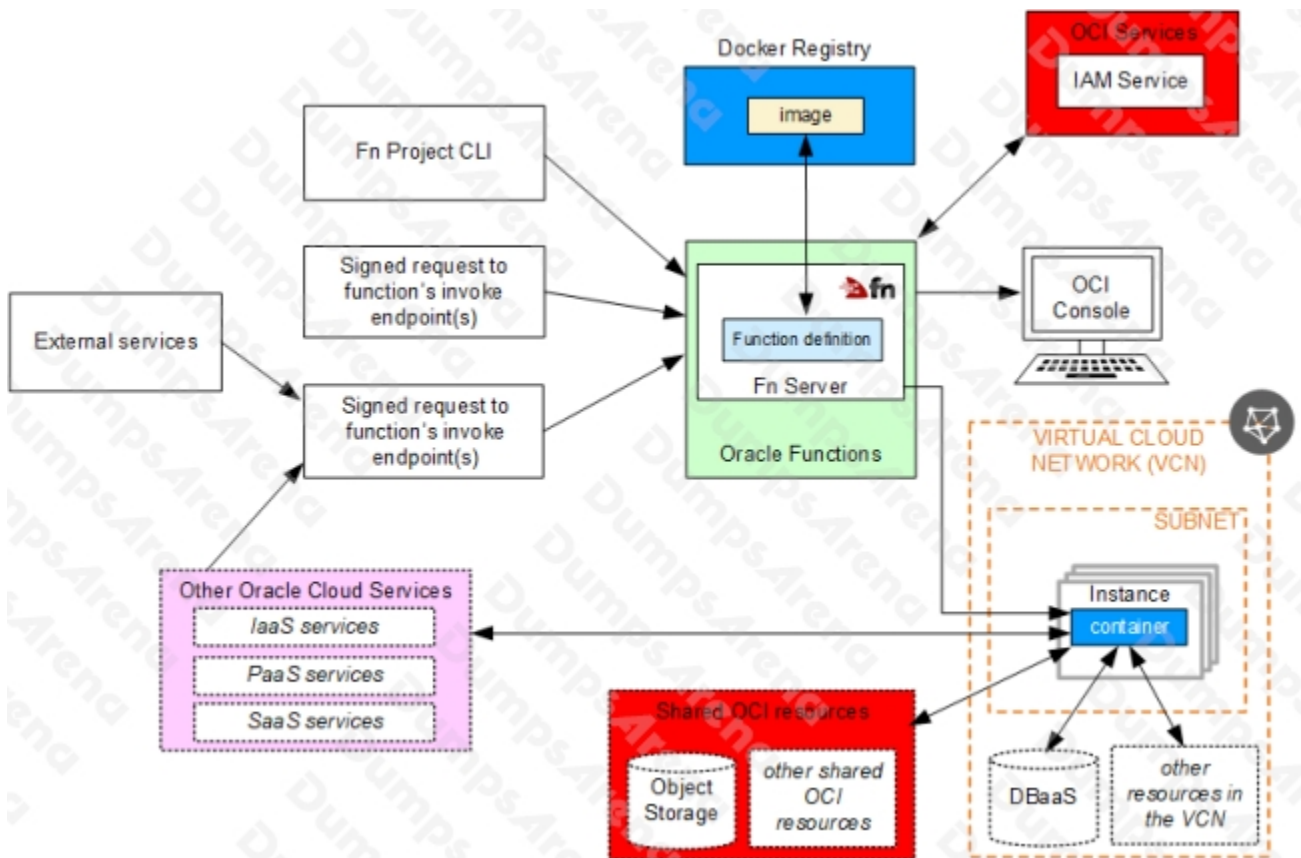 Docker Registry
image
OCI Services
IAM Service
Fn Project CLI
Signed request to
function's invoke
endpoint(s)
External services
Signed request to
function's invoke
endpoint(s)
fn
Function definition
Fn Server
Oracle Functions
OCI
Console
VIRTUAL CLOUD
NETWORK (VCN)
SUBNET
Instance
container
Other Oracle Cloud Services
IaaS services
PaaS services
SaaS services
Shared OCI resources
Object
Storage
other shared
OCI
resources
DBaaS
other
resources in
the VCN
DumpsArena